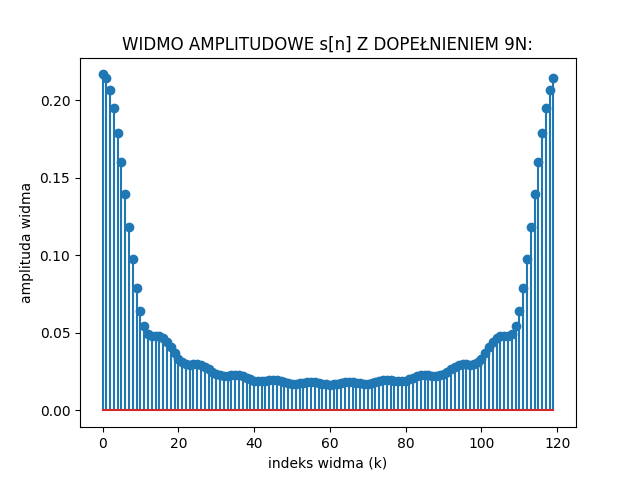 WIDMO AMPLITUDOWE s[n] Z DOPEŁNIENIEM 9N:
amplituda widma
0.20
0.15
0.10
0.05
0.00
0 20 40 60 80 100 120
indeks widma (k)